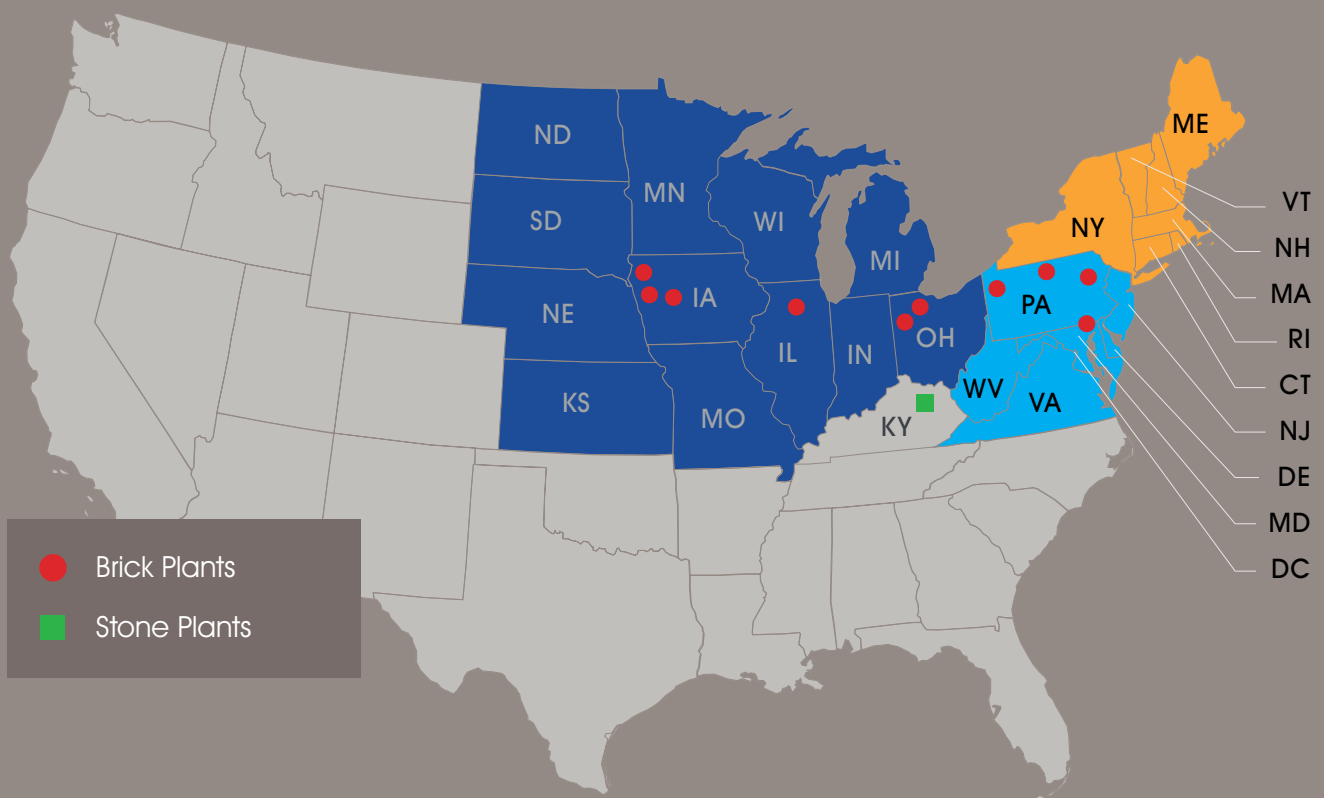 ME
ND
MN
VT
SD
WI
NY
NH
MI
MA
IA
PA
NE
OH
RI
IL
IN
CT
WV
KS
VA
MO
KY
NJ
DE
MD
Brick Plants
DC
Stone Plants